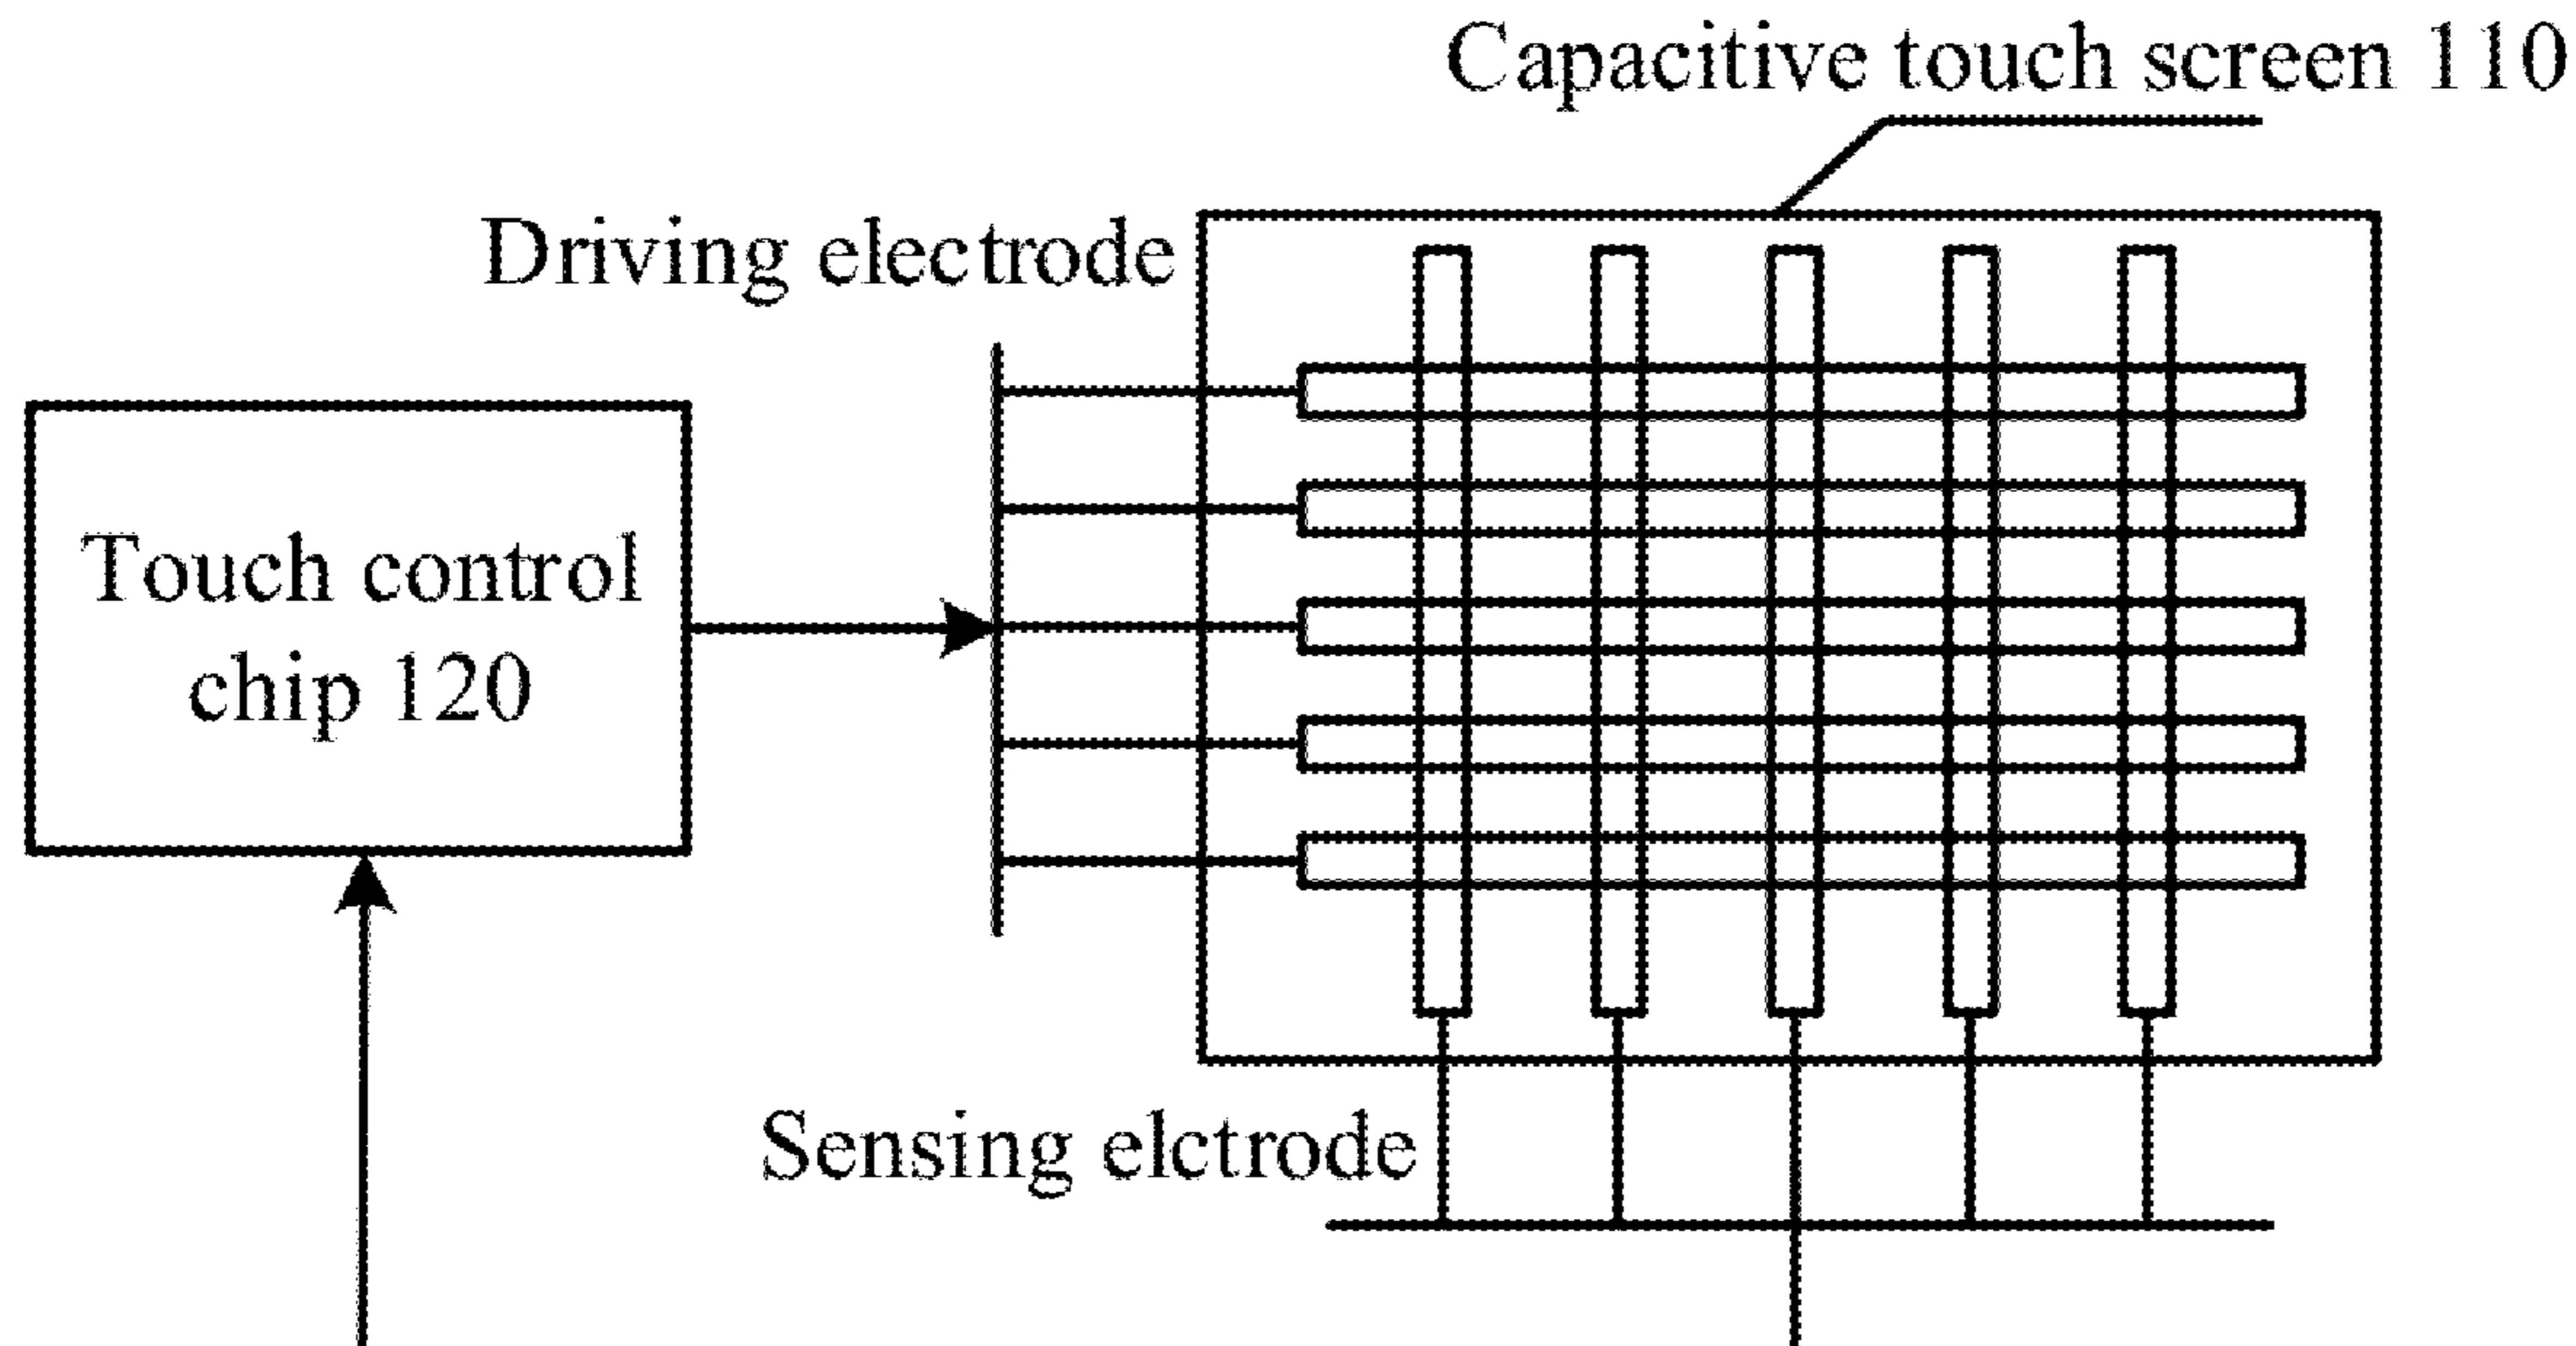 Capacitive touch screen 110
Driving electrode
Touch control
chip 120
Sensing elctrode